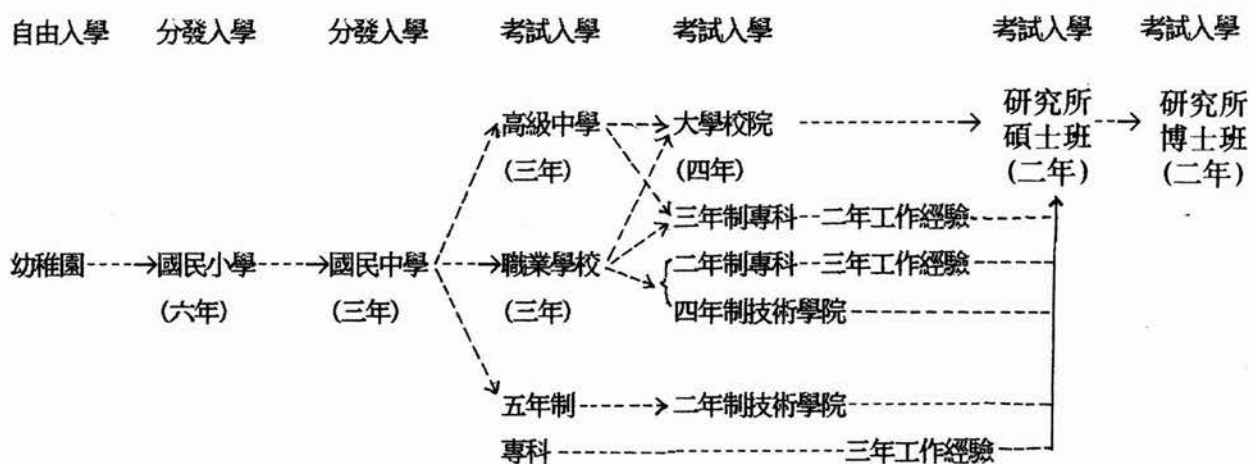 自由入學 分發入學 分發入學 考試入學 考試入學 考試入學 考試入學
高級中學 大學校院 研究所碩士班 研究所博士班
(三年) (四年) (二年) (二年)
三年制專科 二年工作經驗
幼稚園 國民小學 國民中學 職業學校 二年制專科 三年工作經驗
(六年) (三年) (三年) 四年制技術學院
五年制 二年制技術學院
專科 三年工作經驗